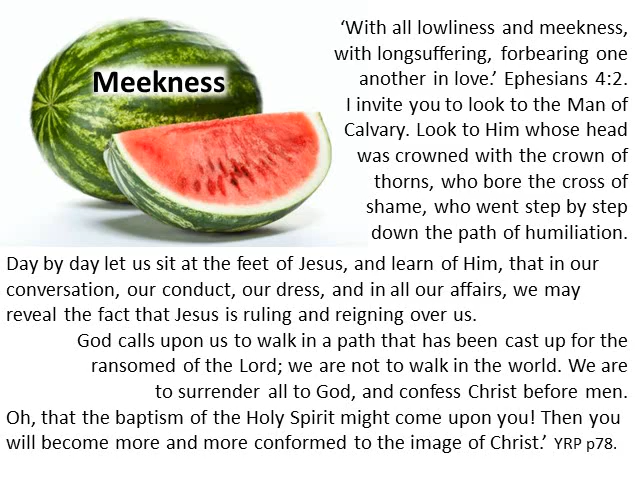 Meekness
‘With all lowliness and meekness,
with longsuffering, forbearing one
another in love.’ Ephesians 4:2.
I invite you to look to the Man of
Calvary. Look to Him whose head
was crowned with the crown of
thorns, who bore the cross of
shame, who went step by step
down the path of humiliation.
Day by day let us sit at the feet of Jesus, and learn of Him, that in our
conversation, our conduct, our dress, and in all our affairs, we may
reveal the fact that Jesus is ruling and reigning over us.
God calls upon us to walk in a path that has been cast up for the
ransomed of the Lord; we are not to walk in the world. We are
to surrender all to God, and confess Christ before men.
Oh, that the baptism of the Holy Spirit might come upon you! Then you
will become more and more conformed to the image of Christ.’ YRP p78.